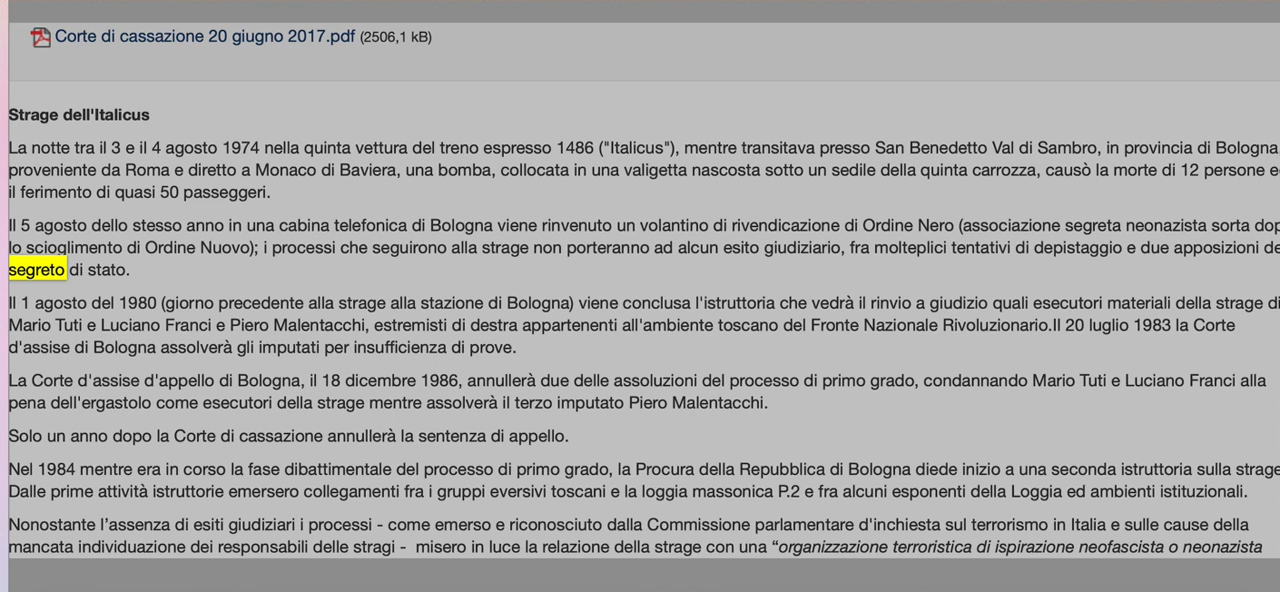 Corte di cassazione 20 giugno 2017.pdf (2506,1 kB)
Strage dell'Italicus
La notte tra il 3 e il 4 agosto 1974 nella quinta vettura del treno espresso 1486 ("Italicus"), mentre transitava presso San Benedetto Val di Sambro, in provincia di Bologna
proveniente da Roma e diretto a Monaco di Baviera, una bomba, collocata in una valigetta nascosta sotto un sedile della quinta carrozza, causò la morte di 12 persone e
il ferimento di quasi 50 passeggeri.
Il 5 agosto dello stesso anno in una cabina telefonica di Bologna viene rinvenuto un volantino di rivendicazione di Ordine Nero (associazione segreta neonazista sorta dop
lo scioglimento di Ordine Nuovo); i processi che seguirono alla strage non porteranno ad alcun esito giudiziario, fra molteplici tentativi di depistaggio e due apposizioni de
segreto di stato.
Il 1 agosto del 1980 (giorno precedente alla strage alla stazione di Bologna) viene conclusa l'istruttoria che vedrà il rinvio a giudizio quali esecutori materiali della strage di
Mario Tuti e Luciano Franci e Piero Malentacchi, estremisti di destra appartenenti all'ambiente toscano del Fronte Nazionale Rivoluzionario.Il 20 luglio 1983 la Corte
d'assise di Bologna assolverà gli imputati per insufficienza di prove.
La Corte d'assise d'appello di Bologna, il 18 dicembre 1986, annullerà due delle assoluzioni del processo di primo grado, condannando Mario Tuti e Luciano Franci alla
pena dell'ergastolo come esecutori della strage mentre assolverà il terzo imputato Piero Malentacchi.
Solo un anno dopo la Corte di cassazione annullerà la sentenza di appello.
Nel 1984 mentre era in corso la fase dibattimentale del processo di primo grado, la Procura della Repubblica di Bologna diede inizio a una seconda istruttoria sulla strage
Dalle prime attività istruttorie emersero collegamenti fra i gruppi eversivi toscani e la loggia massonica P.2 e fra alcuni esponenti della Loggia ed ambienti istituzionali.
Nonostante l’assenza di esiti giudiziari i processi - come emerso e riconosciuto dalla Commissione parlamentare d'inchiesta sul terrorismo in Italia e sulle cause della
mancata individuazione dei responsabili delle stragi - misero in luce la relazione della strage con una “organizzazione terroristica di ispirazione neofascista o neonazista